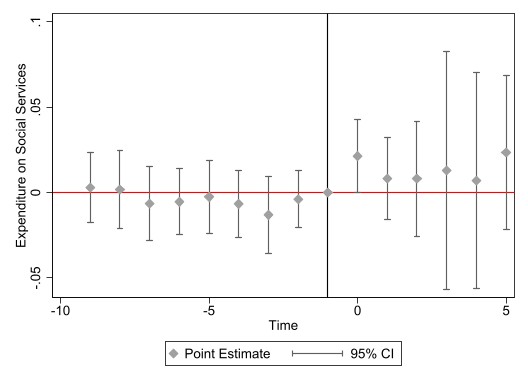 .1
.05
0
-.05
Expenditure on Social Services
-10
-5
0
5
Time
Point Estimate
95% CI